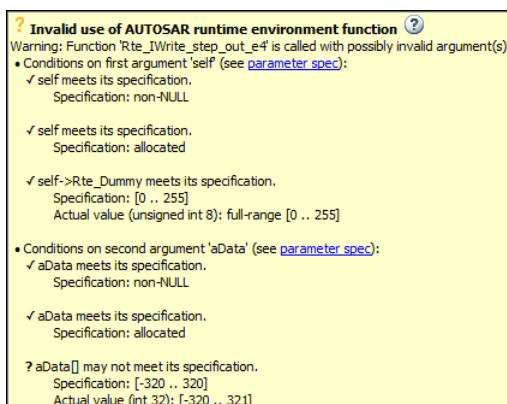 ? Invalid use of AUTOSAR runtime environment function ?
Warning: Function 'Rte_IWrite_step_out_e4' is called with possibly invalid argument(s)
• Conditions on first argument 'self' (see parameter spec):
✓ self meets its specification.
Specification: non-NULL
✓ self meets its specification.
Specification: allocated
✓ self->Rte_Dummy meets its specification.
Specification: [0 .. 255]
Actual value (unsigned int 8): full-range [0 .. 255]
• Conditions on second argument 'aData' (see parameter spec):
✓ aData meets its specification.
Specification: non-NULL
✓ aData meets its specification.
Specification: allocated
? aData[] may not meet its specification.
Specification: [-320 .. 320]
Actual value (int 32): [-320 .. 321]